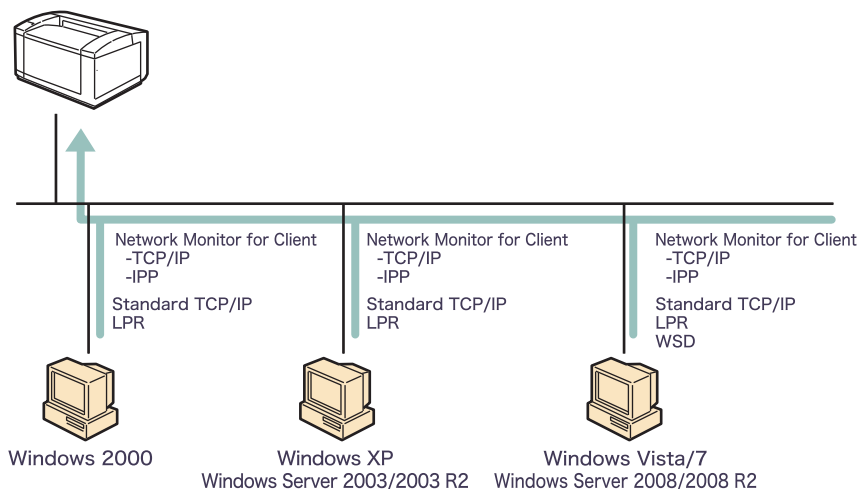 Network Monitor for Client
-TCP/IP
-IPP
Standard TCP/IP
LPR
Windows 2000
Network Monitor for Client
-TCP/IP
-IPP
Standard TCP/IP
LPR
Windows XP
Windows Server 2003/2003 R2
Network Monitor for Client
-TCP/IP
-IPP
Standard TCP/IP
LPR
WSD
Windows Vista/7
Windows Server 2008/2008 R2